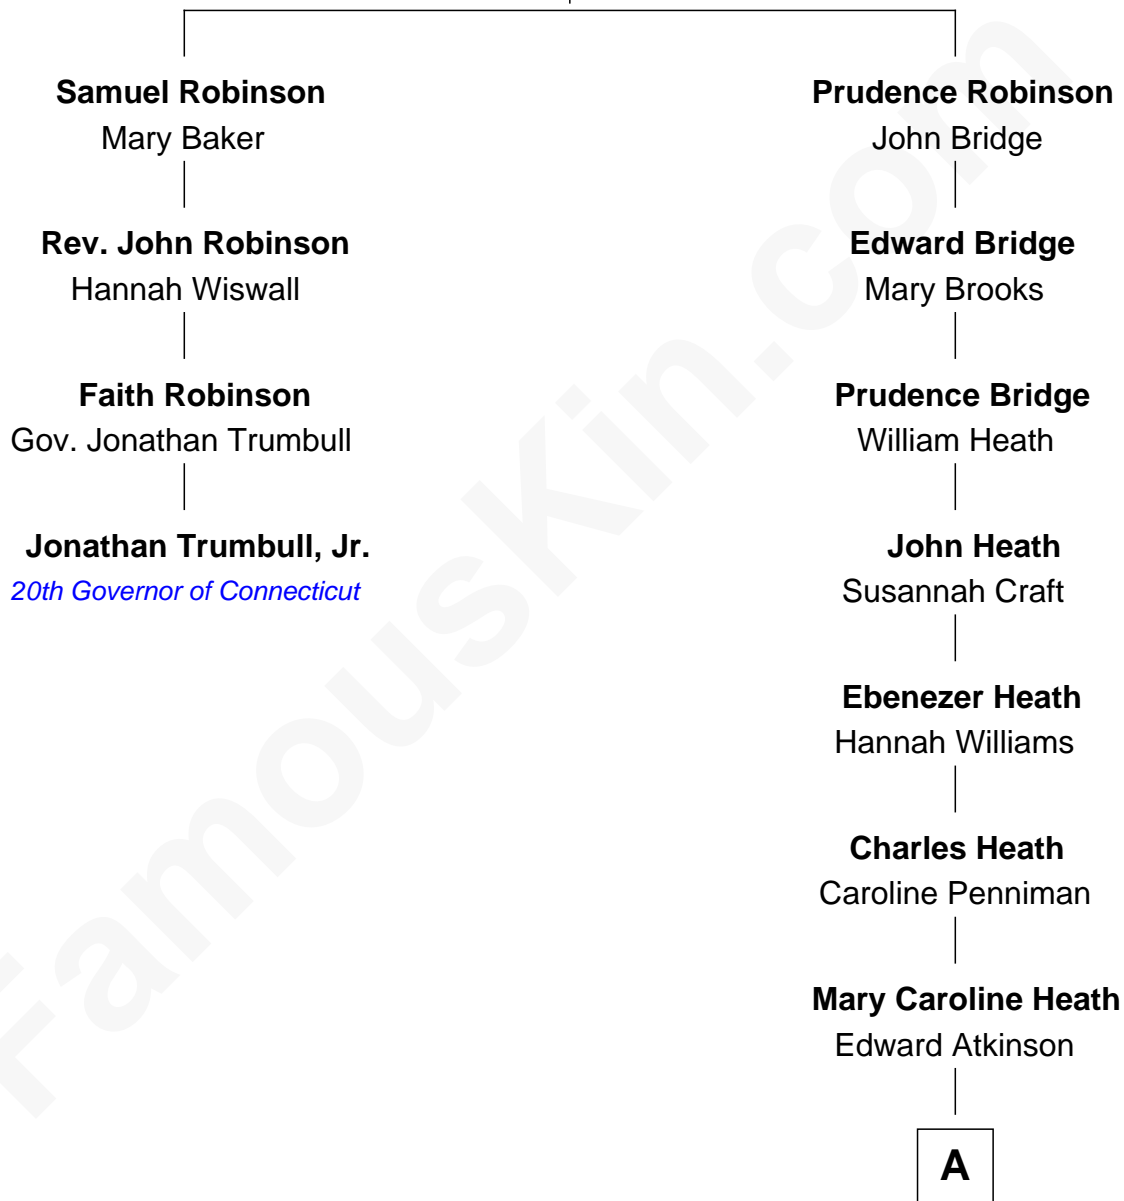 Samuel Robinson
Mary Baker
Rev. John Robinson
Hannah Wiswall
Faith Robinson
Gov. Jonathan Trumbull
Jonathan Trumbull, Jr.
20th Governor of Connecticut
Prudence Robinson
John Bridge
Edward Bridge
Mary Brooks
Prudence Bridge
William Heath
John Heath
Susannah Craft
Ebenezer Heath
Hannah Williams
Charles Heath
Caroline Penniman
Mary Caroline Heath
Edward Atkinson
A
FamousKin.com